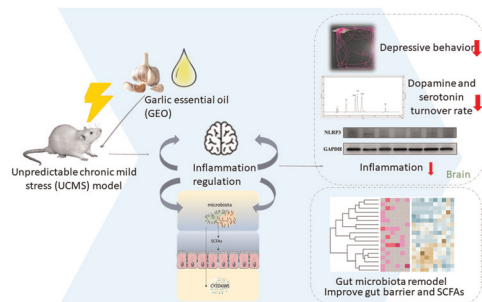 Garlic essential oil
(GEO)
Unpredictable chronic mild
stress (UCMS) model
Inflammation
regulation
microbiota
SCFAs
CYTOKINES
Depressive behavior
Dopamine and
serotonin
turnover rate
NLRP3
GAPDH
Inflammation
Brain
Gut microbiota remodel
Improve gut barrier and SCFAs